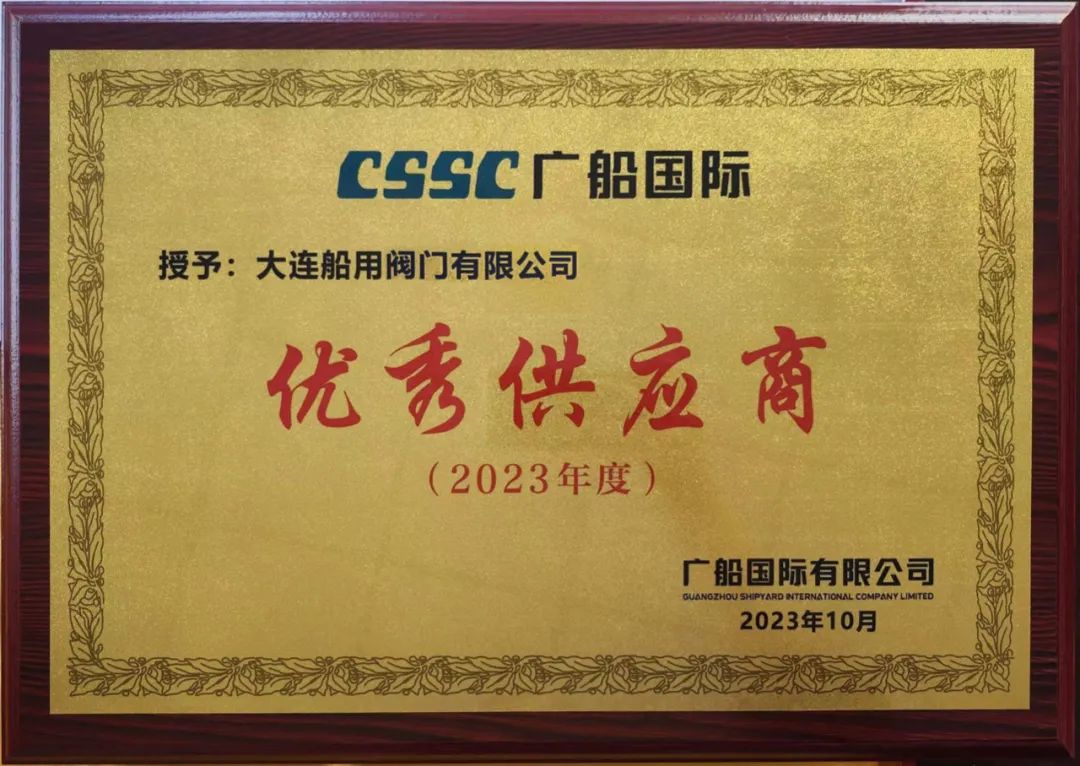 CSSC 广船国际
授予：大连船用阀门有限公司
优秀供应商
（2023年度）
广船国际有限公司
GUANGZHOU SHIPYARD INTERNATIONAL COMPANY LIMITED
2023年10月